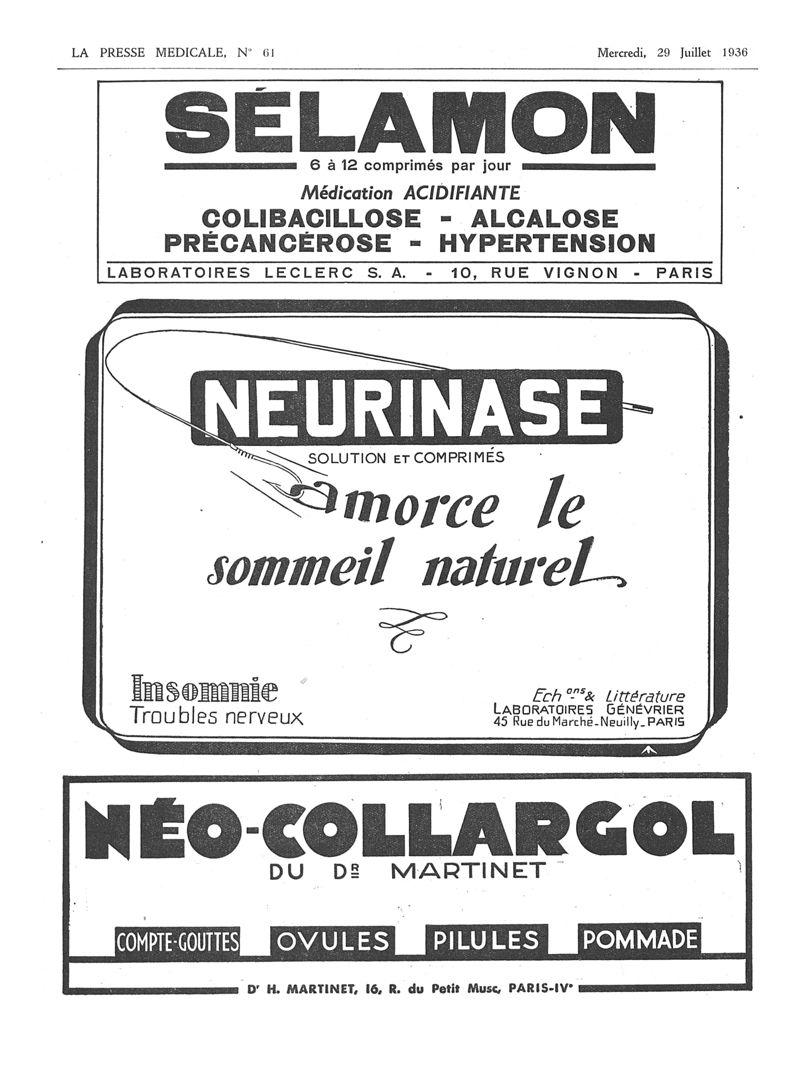 LA PRESSE MEDICALE, N° 61 Mercredi, 29 Juillet 1936
SÉLAMON
6 à 12 comprimés par jour
Médication ACIDIFIANTE
COLIBACILLOSE - ALCALOSE
PRÉCANCÉROSE - HYPERTENSION
LABORATOIRES LECLERC S. A. - 10, RUE VIGNON - PARIS
NEURINASE
SOLUTION ET COMPRIMÉS
amorce le
sommeil naturel
Insomnie
Troubles nerveux
Ech ons & Littérature
LABORATOIRES GÉNÉVRIER
45 Rue du Marché-Neuilly-PARIS
NÉO-COLLARGOL
DU DR MARTINET
COMPTE-GOUTTES OVULES PILULES POMMADE
Dr H. MARTINET, 16, R. du Petit Musc, PARIS-IVe